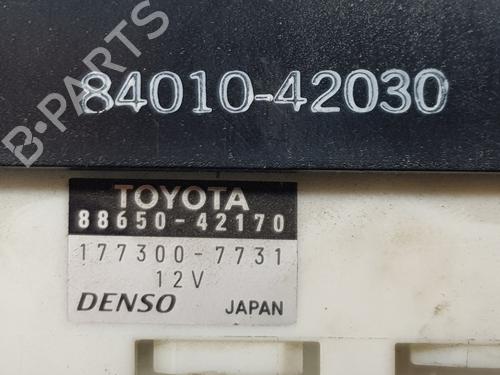 B-PARTS
84010-42030
TOYOTA
88650-42170
177300-7731
12V
DENSO JAPAN